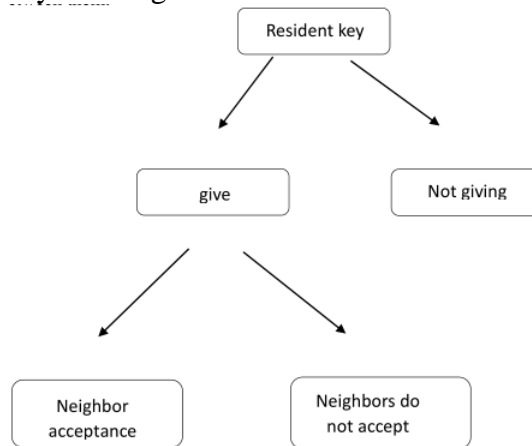 Resident key
give
Not giving
Neighbor
acceptance
Neighbors do
not accept